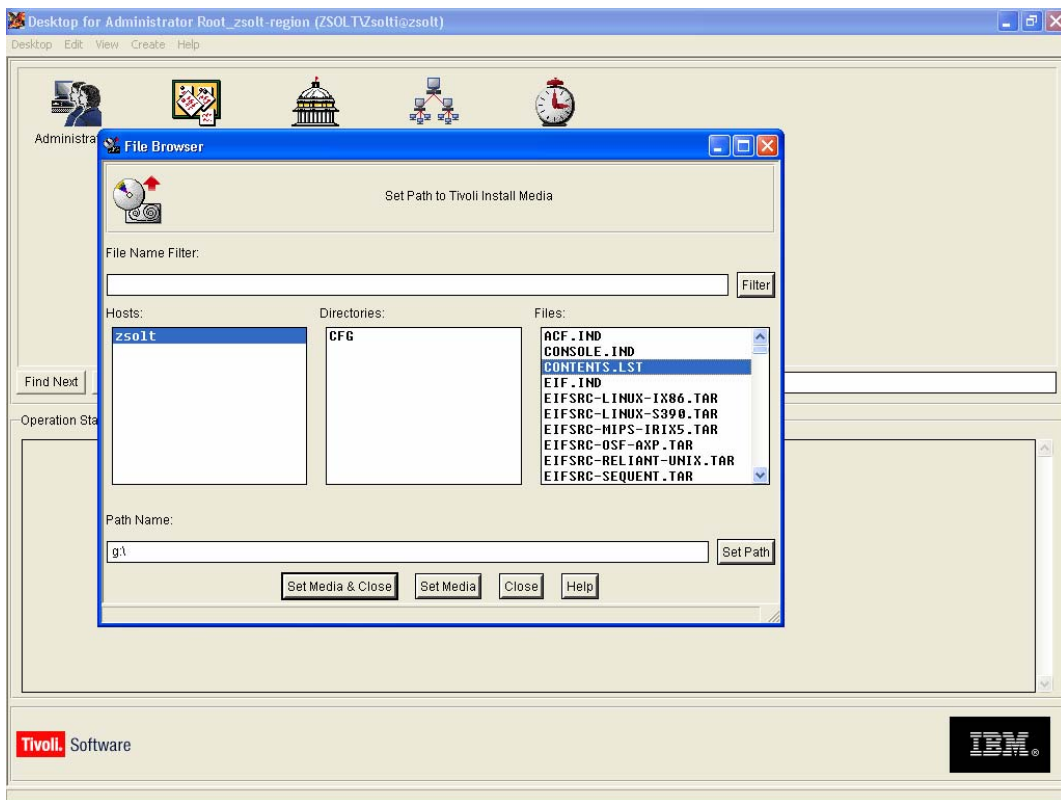 Desktop for Administrator Root_zsolt-region (ZSOLT\Zsolti@zsolt)
Desktop Edit View Create Help
Administrat
File Browser
Set Path to Tivoli Install Media
File Name Filter:
Filter
Hosts: Directories: Files:
zsolt CFG ACF.IND
CONSOLE.IND
CONTENTS.LST
EIF.IND
EIFSRC-LINUX-IX86.TAR
EIFSRC-LINUX-S390.TAR
EIFSRC-MIPS-IRIX5.TAR
EIFSRC-OSF-AXP.TAR
EIFSRC-RELIANT-UNIX.TAR
EIFSRC-SEQUENT.TAR
Find Next
Operation Sta
Path Name:
g:\ Set Path
Set Media & Close Set Media Close Help
Tivoli. Software IBM®